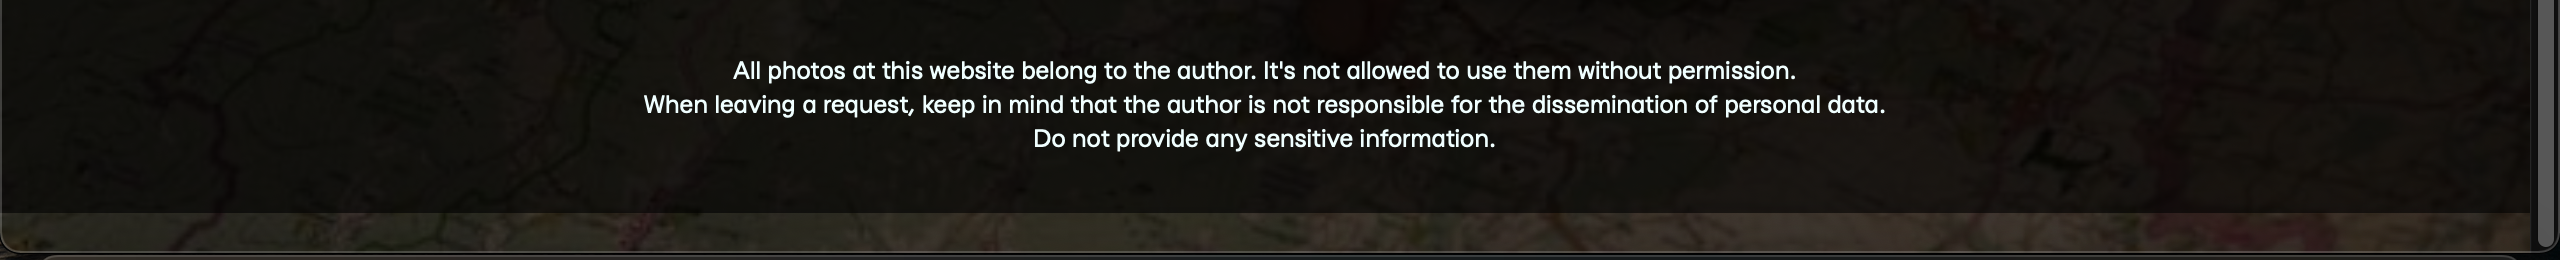 All photos at this website belong to the author. It's not allowed to use them without permission.
When leaving a request, keep in mind that the author is not responsible for the dissemination of personal data.
Do not provide any sensitive information.